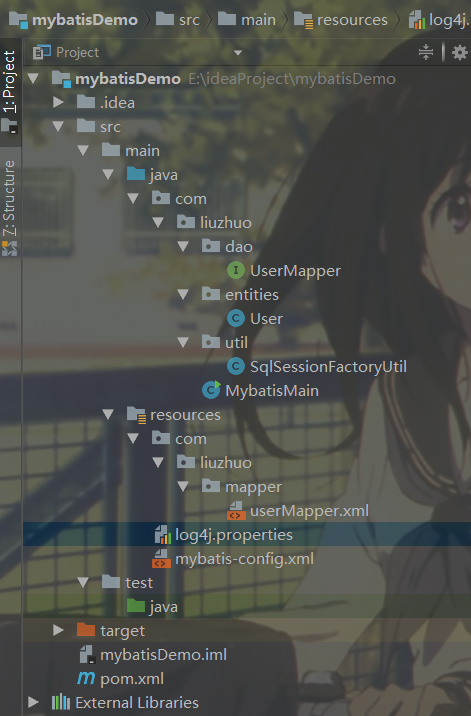 mybatisDemo src main resources log4j
Project
1: Project
7: Structure
mybatisDemo E:\ideaProject\mybatisDemo
.idea
src
main
java
com
liuzhuo
dao
UserMapper
entities
User
util
SqlSessionFactoryUtil
MybatisMain
resources
com
liuzhuo
mapper
userMapper.xml
log4j.properties
mybatis-config.xml
test
java
target
mybatisDemo.iml
pom.xml
External Libraries